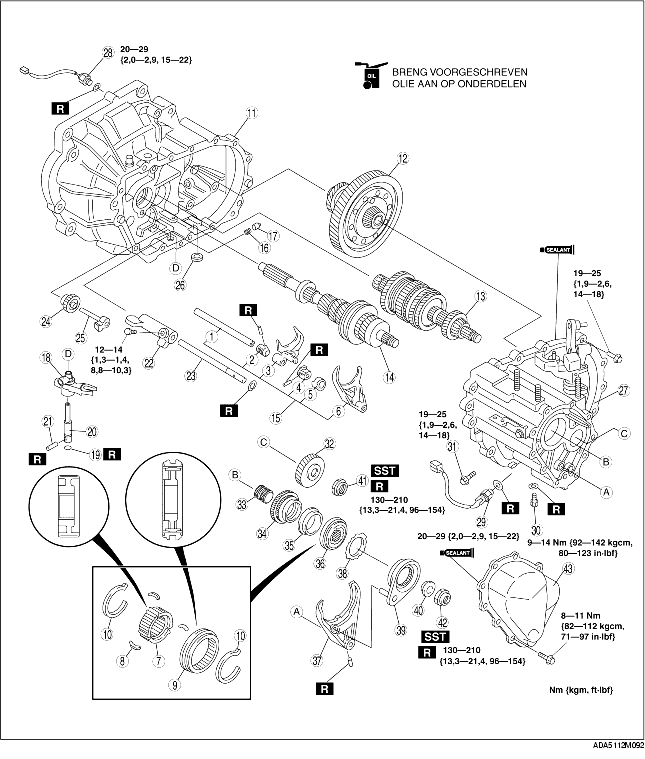 28
20—29
{2,0—2,9, 15—22}
R
OIL
BRENG VOORGESCHREVEN
OLIE AAN OP ONDERDELEN
11
12
17
16
D
26
SEALANT
19—25
{1,9—2,6,
14—18}
13
24
25
R
1
2
3
R
22
12—14
{1,3—1,4,
8,8—10,3}
D
18
23
14
4
5
6
15
R
27
21
20
19
R
R
19—25
{1,9—2,6,
14—18}
31
C
B
A
C
32
SST
R
41
130—210
{13,3—21,4, 96—154}
B
33
34
35
36
38
29
R
30
R
20—29 {2,0—2,9, 15—22}
9—14 Nm {92—142 kgcm,
80—123 in·lbf}
SEALANT
43
A
37
R
39
40
42
SST
R
130—210
{13,3—21,4, 96—154}
8—11 Nm
{82—112 kgcm,
71—97 in·lbf}
10
8
7
9
10
Nm {kgm, ft·lbf}
ADA5112M092